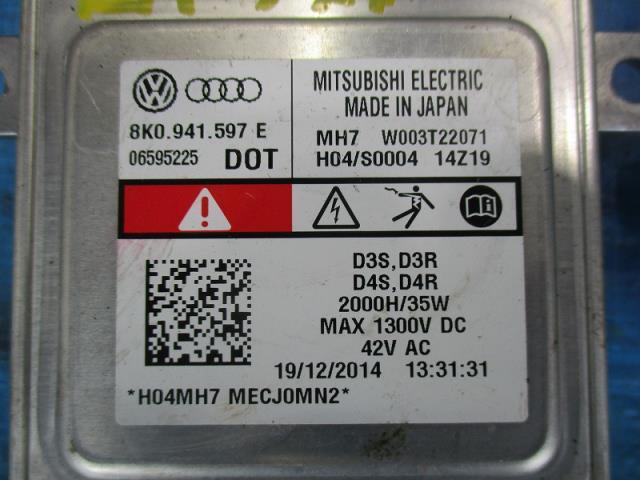 8K0.941.597 E
06595225 DOT
MITSUBISHI ELECTRIC
MADE IN JAPAN
MH7 W003T22071
H04/S0004 14Z19
D3S,D3R
D4S,D4R
2000H/35W
MAX 1300V DC
42V AC
19/12/2014 13:31:31
*H04MH7 MECJ0MN2*